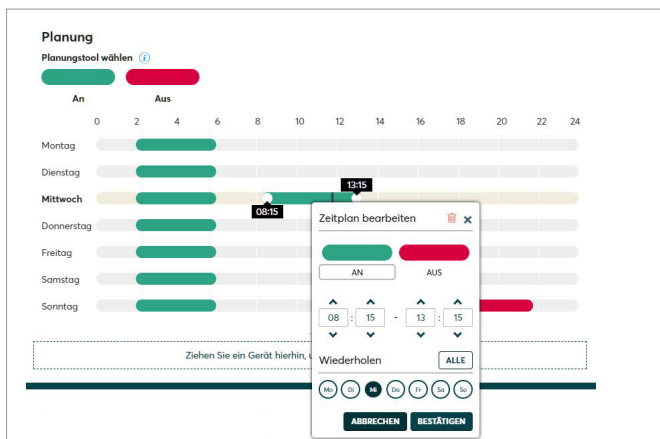 Planung
Planungstool wählen i
An Aus
0 2 4 6 8 10 12 14 16 18 20 22 24
Montag
Dienstag
13:15
Mittwoch
08:15
Zeitplan bearbeiten
Donnerstag
Freitag
AN AUS
Samstag
Sonntag
08 : 15 - 13 : 15
Ziehen Sie ein Gerät hierhin,
Wiederholen ALLE
Mo Di Mi Do Fr Sa So
ABBRECHEN BESTÄTIGEN